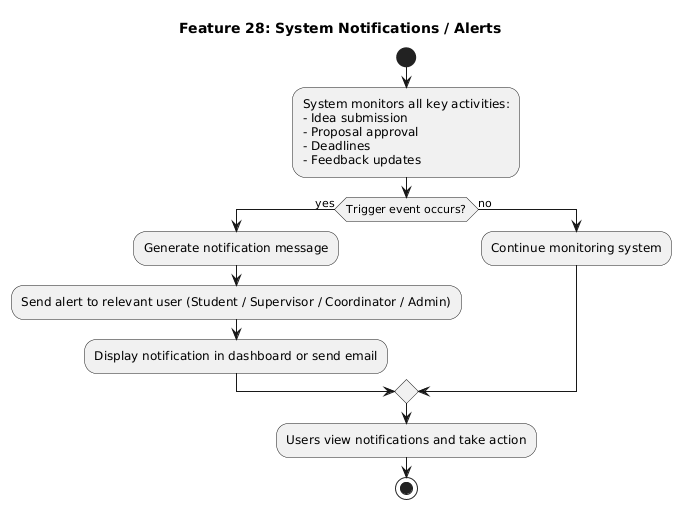 Feature 28: System Notifications / Alerts
System monitors all key activities:
- Idea submission
- Proposal approval
- Deadlines
- Feedback updates
Trigger event occurs?
yes
no
Generate notification message
Continue monitoring system
Send alert to relevant user (Student / Supervisor / Coordinator / Admin)
Display notification in dashboard or send email
Users view notifications and take action